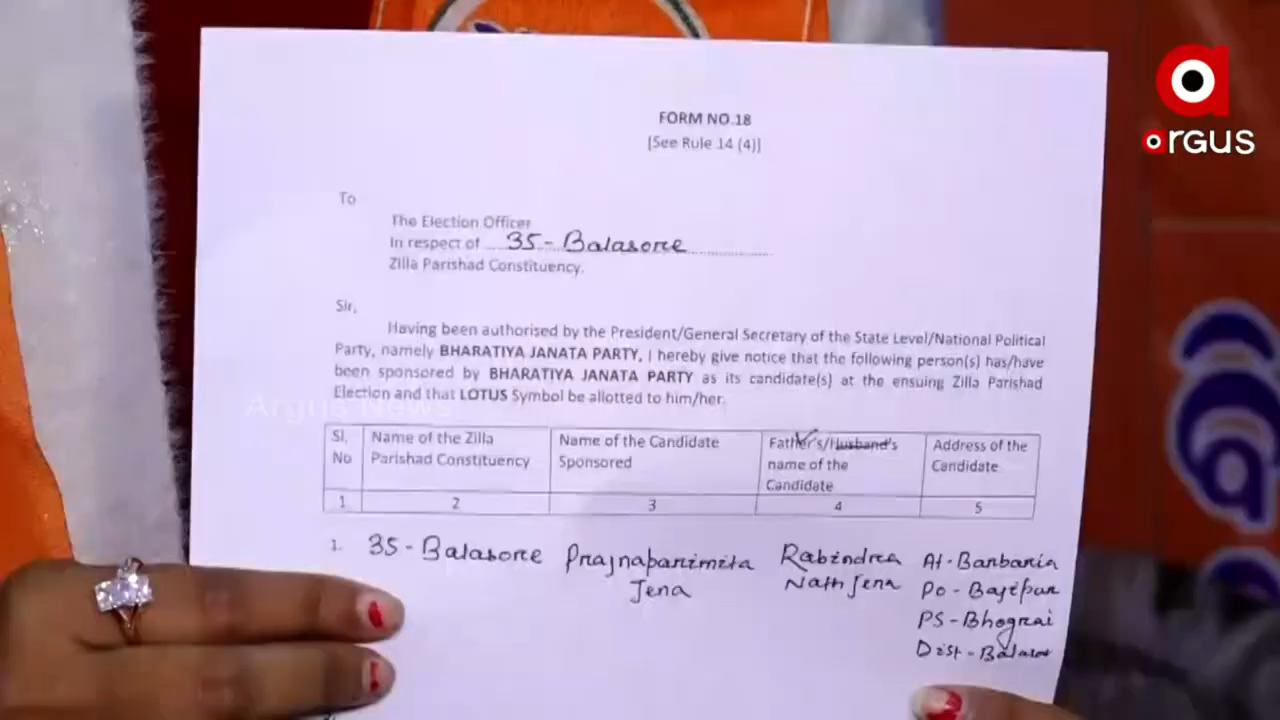 FORM NO.18
[See Rule 14 (4)]
To
The Election Officer
In respect of 35-Balasore
Zilla Parishad Constituency.
Sir,
Having been authorised by the President/General Secretary of the State Level/National Political
Party, namely BHARATIYA JANATA PARTY, I hereby give notice that the following person(s) has/have
been sponsored by BHARATIYA JANATA PARTY as its candidate(s) at the ensuing Zilla Parishad
Election and that LOTUS Symbol be allotted to him/her.
Sl. No
Name of the Zilla Parishad Constituency
Name of the Candidate Sponsored
Father's/Husband's name of the Candidate
Address of the Candidate
1 2 3 4 5
1. 35-Balasore
Prajnaparimita
Jena
Rabindra
Nath Jena
At-Barbaria
Po-
PS-Bhograi
Dist-
argus
Argus News